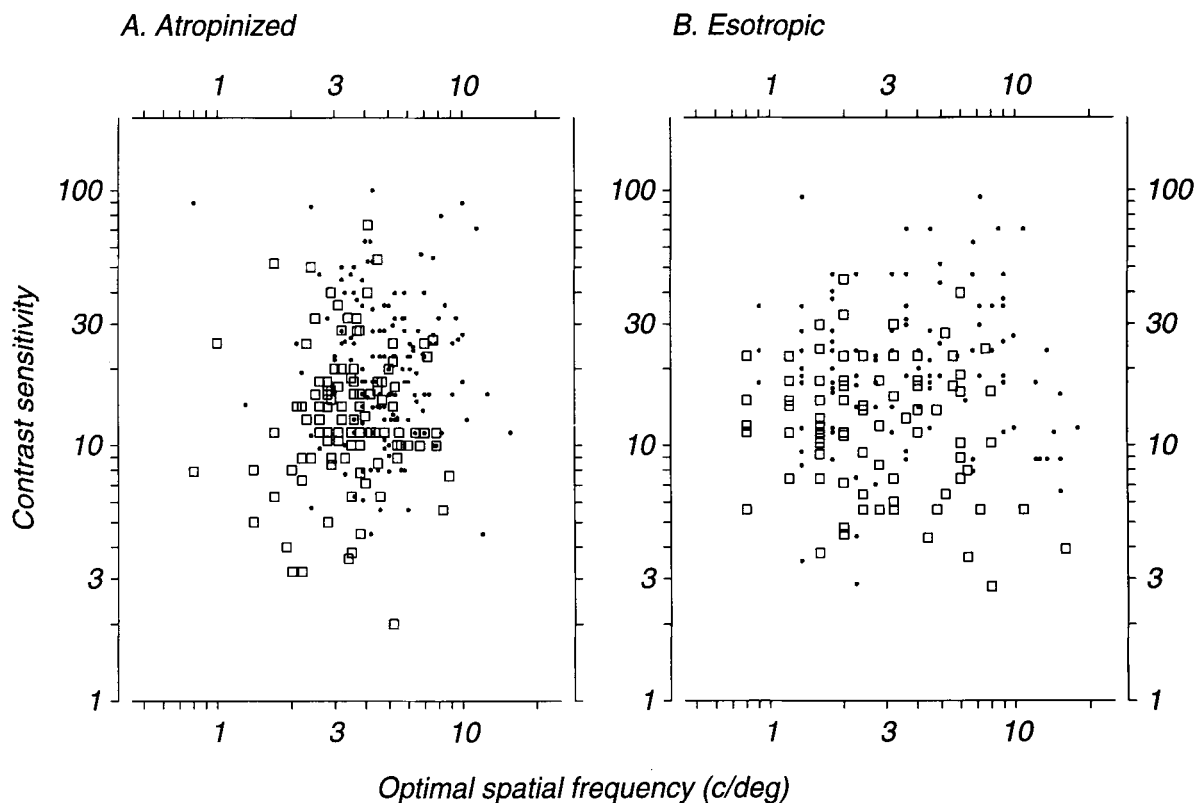 A. Atropinized
B. Esotropic
1 3 10
1 3 10
100
30
10
3
1
100
30
10
3
1
1 3 10
1 3 10
Contrast sensitivity
Optimal spatial frequency (c/deg)